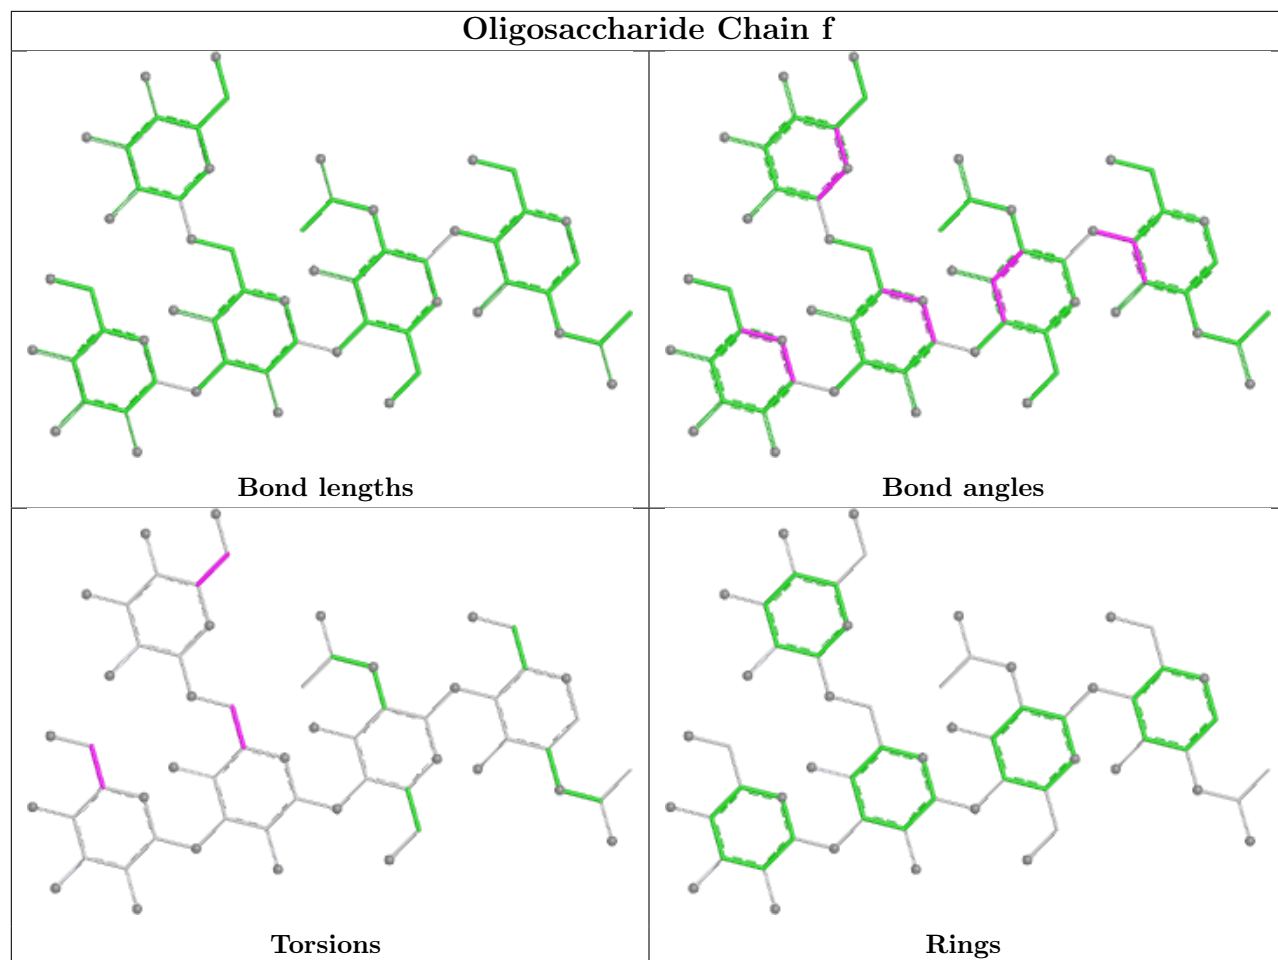 Oligosaccharide Chain f
Bond lengths
Bond angles
Torsions
Rings